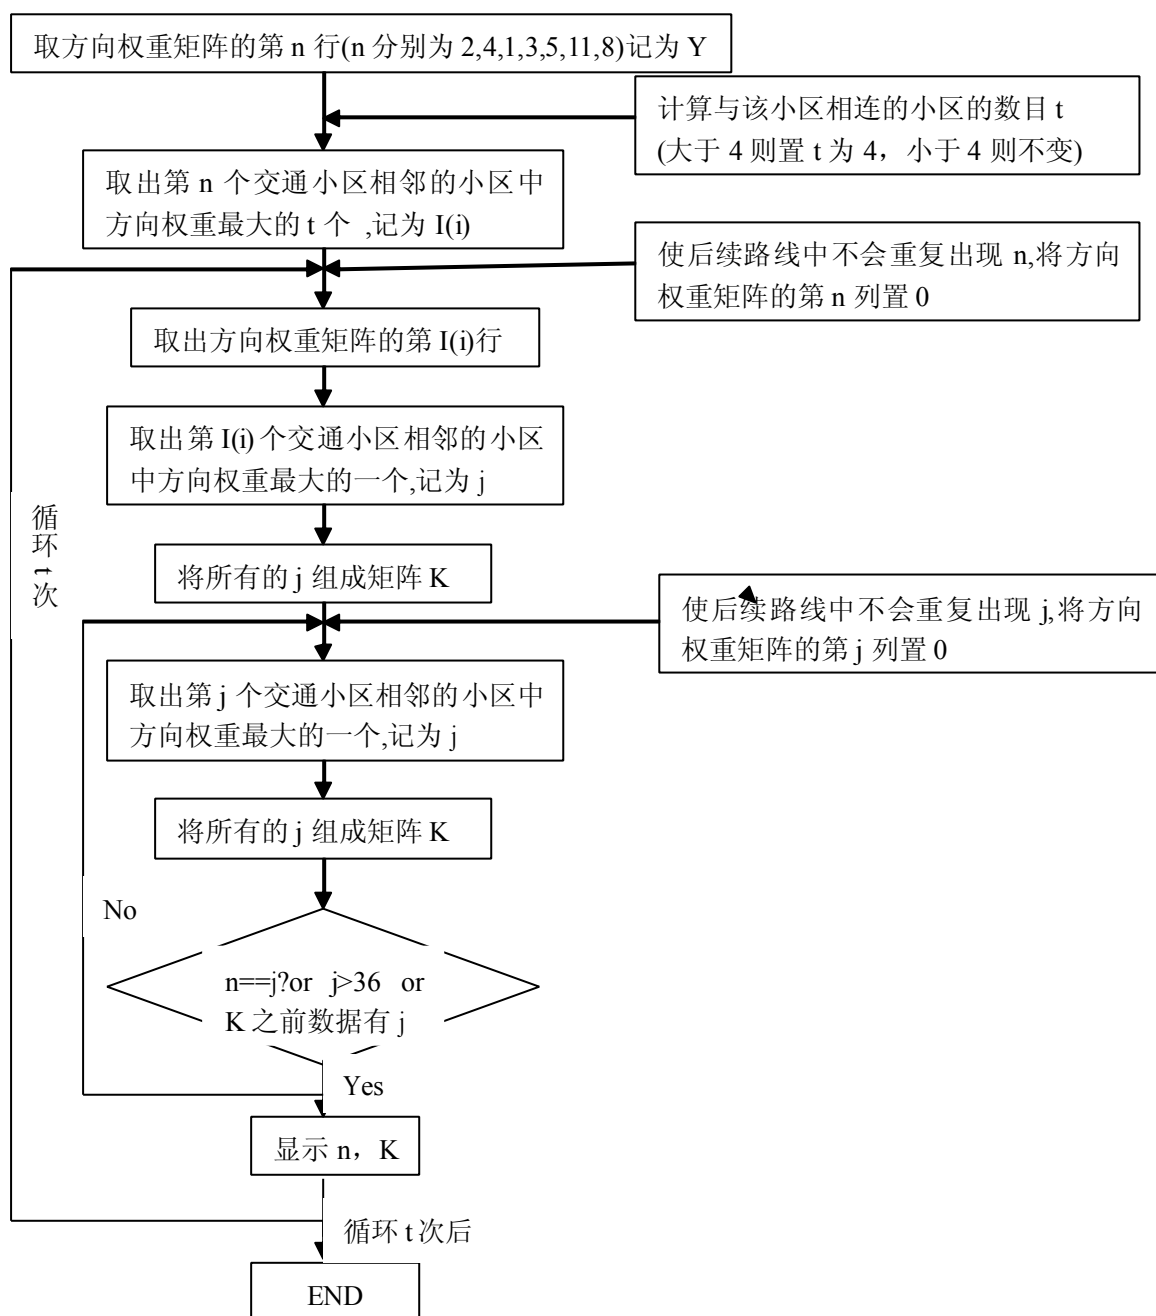 取方向权重矩阵的第 n 行(n 分别为 2,4,1,3,5,11,8)记为 Y
计算与该小区相连的小区的数目 t
(大于 4 则置 t 为 4，小于 4 则不变)
取出第 n 个交通小区相邻的小区中
方向权重最大的 t 个 ,记为 I(i)
使后续路线中不会重复出现 n,将方向
权重矩阵的第 n 列置 0
取出方向权重矩阵的第 I(i)行
取出第 I(i) 个交通小区相邻的小区
中方向权重最大的一个,记为 j
循环 t 次
将所有的 j 组成矩阵 K
使后续路线中不会重复出现 j,将方向
权重矩阵的第 j 列置 0
取出第 j 个交通小区相邻的小区中
方向权重最大的一个,记为 j
将所有的 j 组成矩阵 K
No
n==j?or j>36 or
K 之前数据有 j
Yes
显示 n，K
循环 t 次后
END